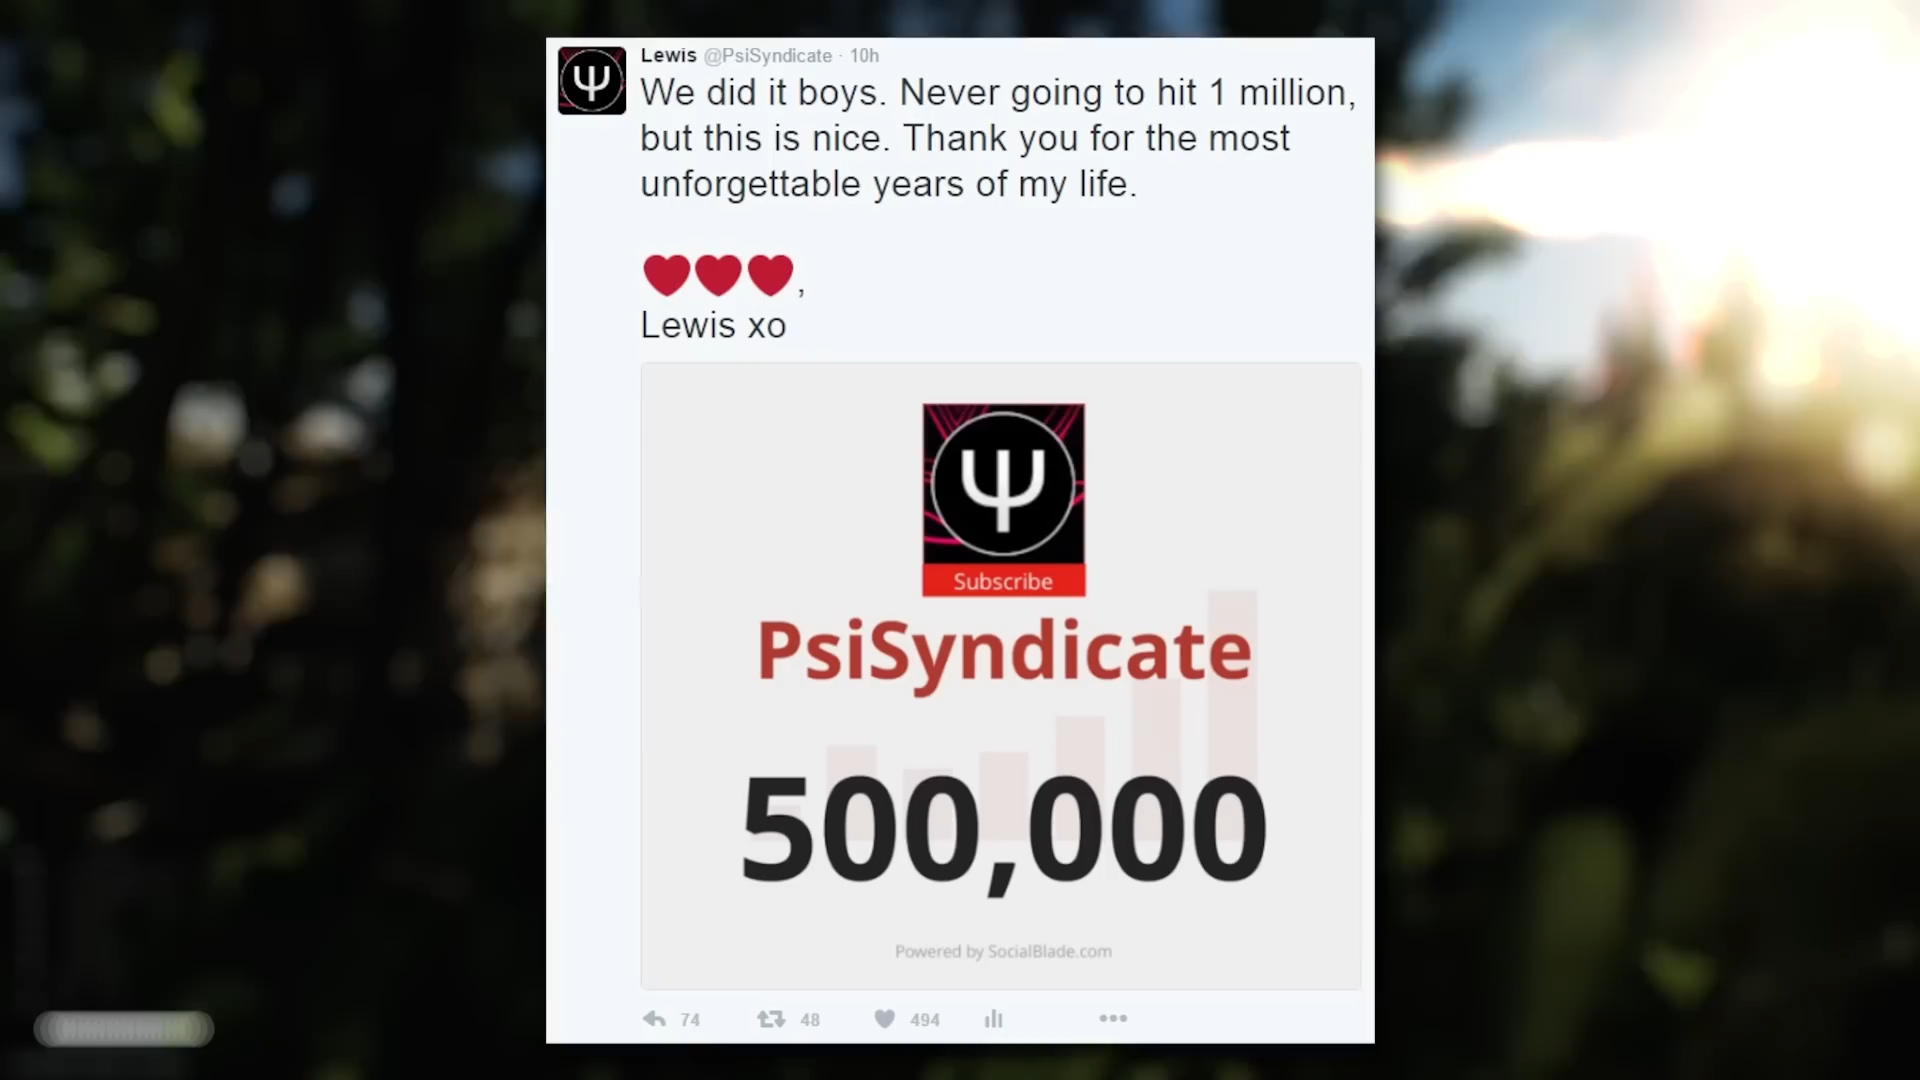 Lewis @PsiSyndicate · 10h
We did it boys. Never going to hit 1 million,
but this is nice. Thank you for the most
unforgettable years of my life.
❤❤❤,
Lewis xo
Ψ
Subscribe
PsiSyndicate
500,000
Powered by SocialBlade.com
74 48 494